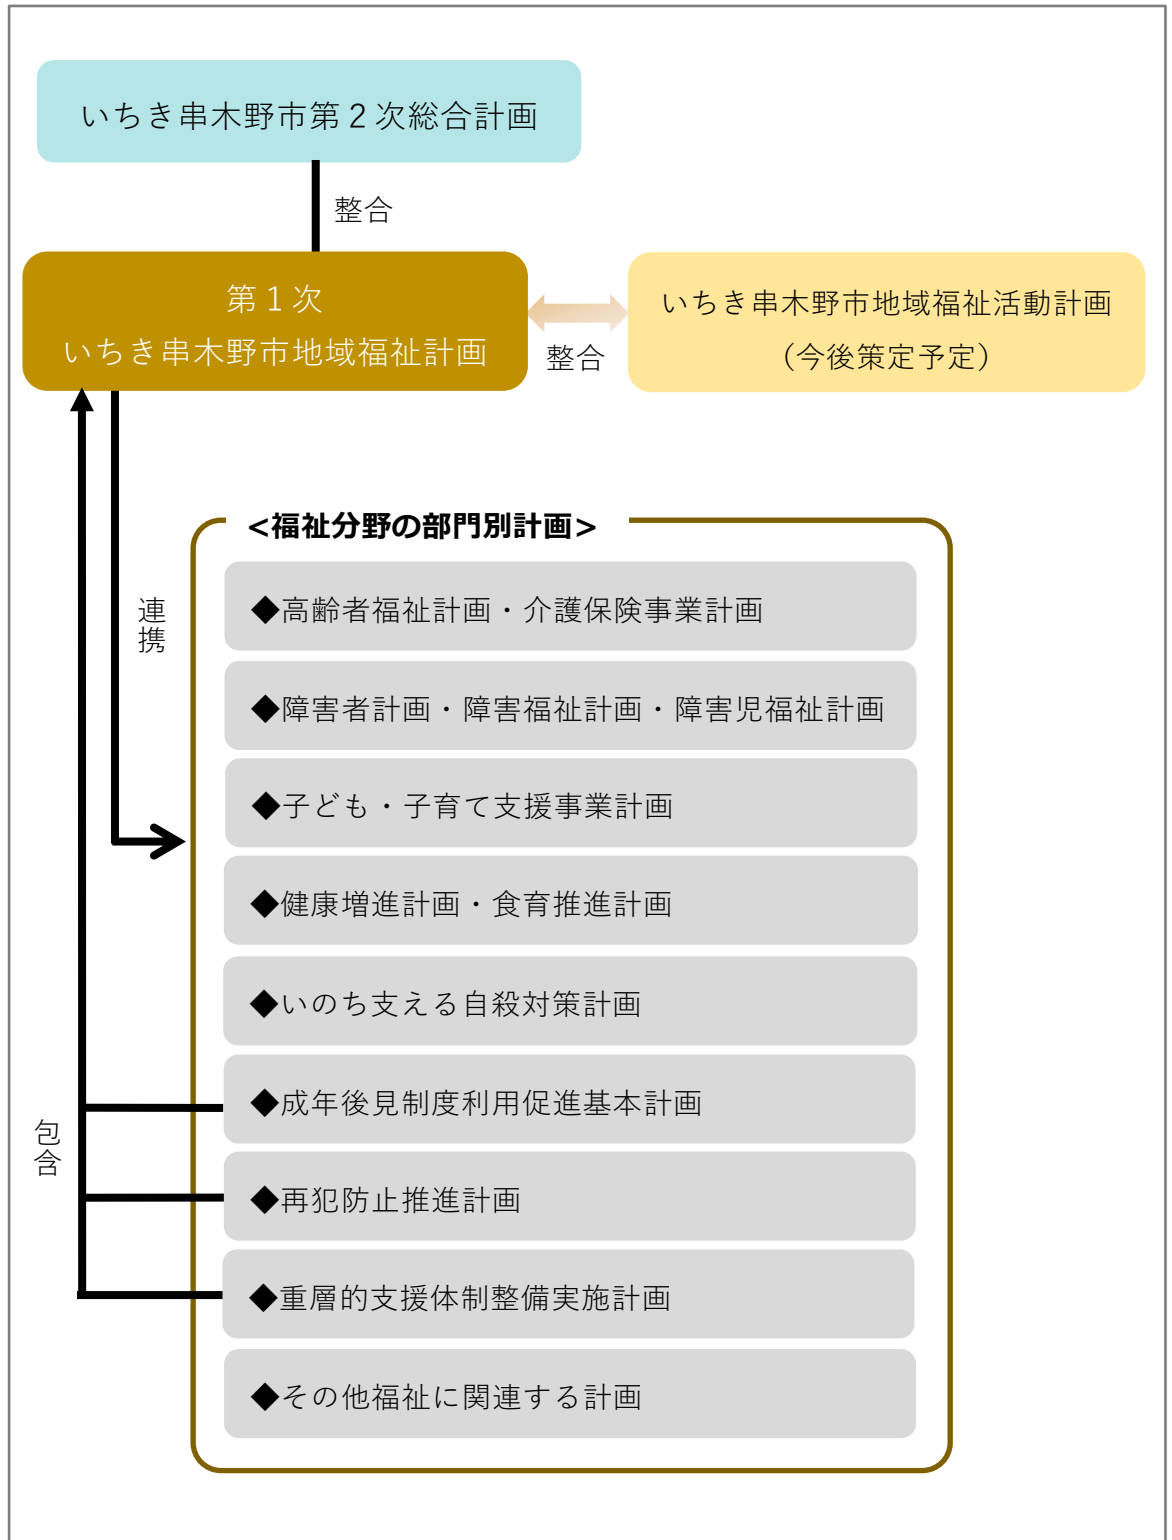 いちき串木野市第２次総合計画
整合
第１次
いちき串木野市地域福祉計画
整合
いちき串木野市地域福祉活動計画
（今後策定予定）
<福祉分野の部門別計画>
連携
◆高齢者福祉計画・介護保険事業計画
◆障害者計画・障害福祉計画・障害児福祉計画
◆子ども・子育て支援事業計画
◆健康増進計画・食育推進計画
◆いのち支える自殺対策計画
◆成年後見制度利用促進基本計画
包含
◆再犯防止推進計画
◆重層的支援体制整備実施計画
◆その他福祉に関連する計画